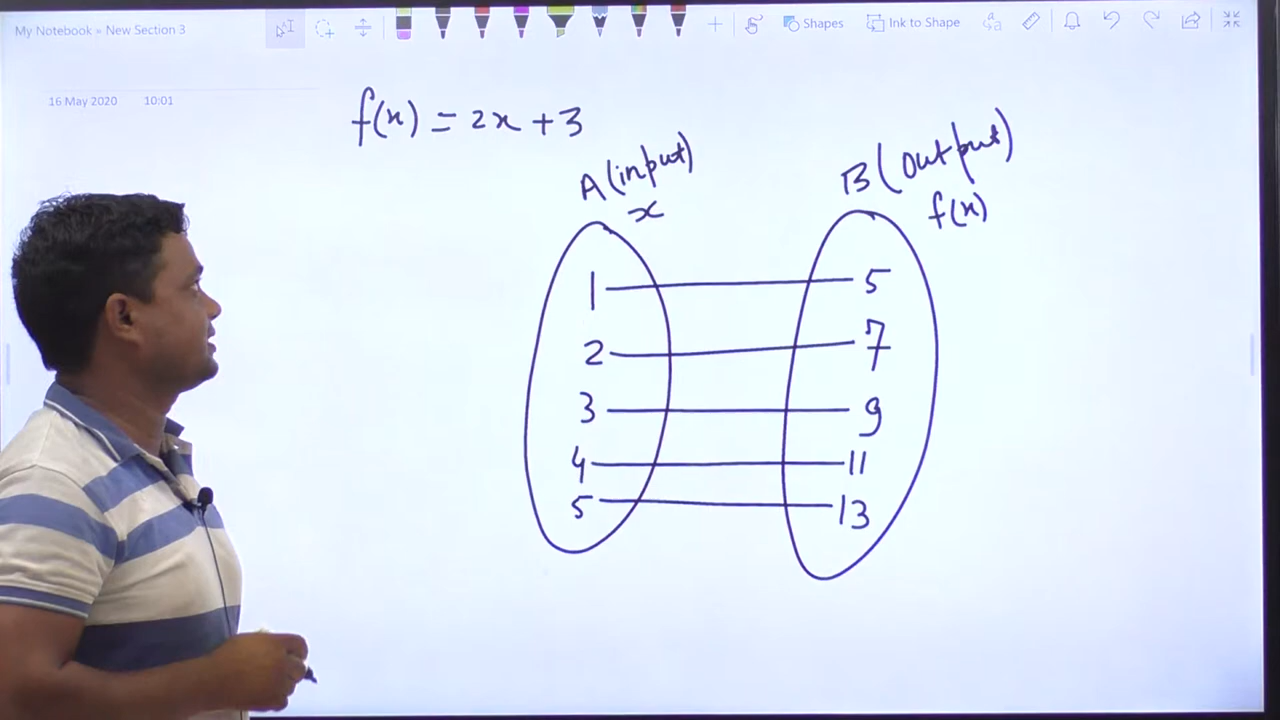 My Notebook » New Section 3
Shapes
Ink to Shape
16 May 2020 10:01
f(x) = 2x + 3
A (input)
x
B (output)
f(x)
1 5
2 7
3 9
4 11
5 13